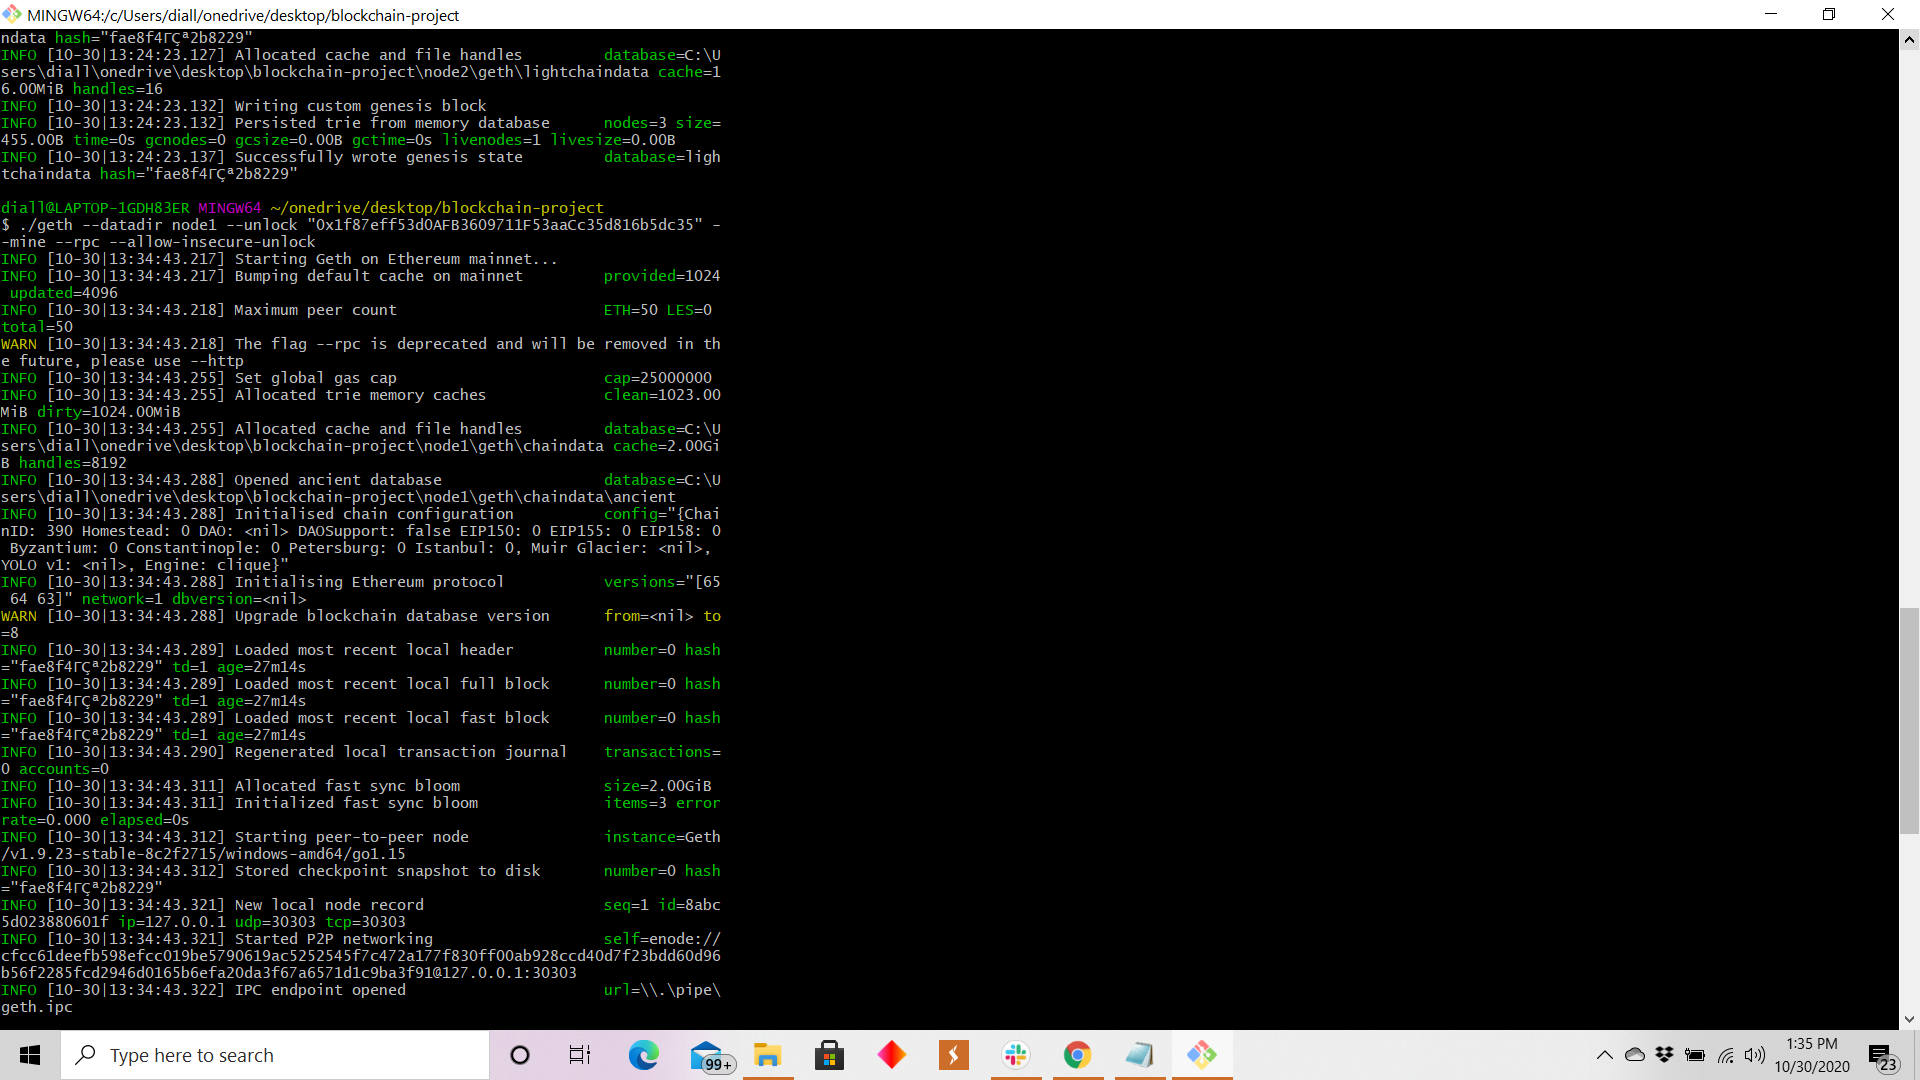 MINGW64:/c/Users/diall/onedrive/desktop/blockchain-project
ndata hash="fae8f4ΓÇª2b8229"
INFO [10-30|13:24:23.127] Allocated cache and file handles         database=C:\U
sers\diall\onedrive\desktop\blockchain-project\node2\geth\lightchaindata cache=1
6.00MiB handles=16
INFO [10-30|13:24:23.132] Writing custom genesis block
INFO [10-30|13:24:23.132] Persisted trie from memory database      nodes=3 size=
455.00B time=0s gcnodes=0 gcsize=0.00B gctime=0s livenodes=1 livesize=0.00B
INFO [10-30|13:24:23.137] Successfully wrote genesis state         database=ligh
tchaindata hash="fae8f4ΓÇª2b8229"
diall@LAPTOP-1GDH83ER MINGW64 ~/onedrive/desktop/blockchain-project
$ ./geth --datadir node1 --unlock "0x1f87eff53d0AFB3609711F53aaCc35d816b5dc35" -
-mine --rpc --allow-insecure-unlock
INFO [10-30|13:34:43.217] Starting Geth on Ethereum mainnet...
INFO [10-30|13:34:43.217] Bumping default cache on mainnet         provided=1024
 updated=4096
INFO [10-30|13:34:43.218] Maximum peer count                       ETH=50 LES=0
total=50
WARN [10-30|13:34:43.218] The flag --rpc is deprecated and will be removed in th
e future, please use --http
INFO [10-30|13:34:43.255] Set global gas cap                       cap=25000000
INFO [10-30|13:34:43.255] Allocated trie memory caches             clean=1023.00
MiB dirty=1024.00MiB
INFO [10-30|13:34:43.255] Allocated cache and file handles         database=C:\U
sers\diall\onedrive\desktop\blockchain-project\node1\geth\chaindata cache=2.00Gi
B handles=8192
INFO [10-30|13:34:43.288] Opened ancient database                  database=C:\U
sers\diall\onedrive\desktop\blockchain-project\node1\geth\chaindata\ancient
INFO [10-30|13:34:43.288] Initialised chain configuration          config="{Chai
nID: 390 Homestead: 0 DAO: <nil> DAOSupport: false EIP150: 0 EIP155: 0 EIP158: 0
 Byzantium: 0 Constantinople: 0 Petersburg: 0 Istanbul: 0, Muir Glacier: <nil>,
YOLO v1: <nil>, Engine: clique}"
INFO [10-30|13:34:43.288] Initialising Ethereum protocol           versions="[65
 64 63]" network=1 dbversion=<nil>
WARN [10-30|13:34:43.288] Upgrade blockchain database version      from=<nil> to
=8
INFO [10-30|13:34:43.289] Loaded most recent local header          number=0 hash
="fae8f4ΓÇª2b8229" td=1 age=27m14s
INFO [10-30|13:34:43.289] Loaded most recent local full block      number=0 hash
="fae8f4ΓÇª2b8229" td=1 age=27m14s
INFO [10-30|13:34:43.289] Loaded most recent local fast block      number=0 hash
="fae8f4ΓÇª2b8229" td=1 age=27m14s
INFO [10-30|13:34:43.290] Regenerated local transaction journal    transactions=
0 accounts=0
INFO [10-30|13:34:43.311] Allocated fast sync bloom                size=2.00GiB
INFO [10-30|13:34:43.311] Initialized fast sync bloom              items=3 error
rate=0.000 elapsed=0s
INFO [10-30|13:34:43.312] Starting peer-to-peer node               instance=Geth
/v1.9.23-stable-8c2f2715/windows-amd64/go1.15
INFO [10-30|13:34:43.312] Stored checkpoint snapshot to disk       number=0 hash
="fae8f4ΓÇª2b8229"
INFO [10-30|13:34:43.321] New local node record                    seq=1 id=8abc
5d023880601f ip=127.0.0.1 udp=30303 tcp=30303
INFO [10-30|13:34:43.321] Started P2P networking                   self=enode://
cfcc61deefb598efcc019be5790619ac5252545f7c472a177f830ff00ab928ccd40d7f23bdd60d96
b56f2285fcd2946d0165b6efa20da3f67a6571d1c9ba3f91@127.0.0.1:30303
INFO [10-30|13:34:43.322] IPC endpoint opened                      url=\\.\pipe\
geth.ipc
Type here to search
99+
1:35 PM
10/30/2020
23